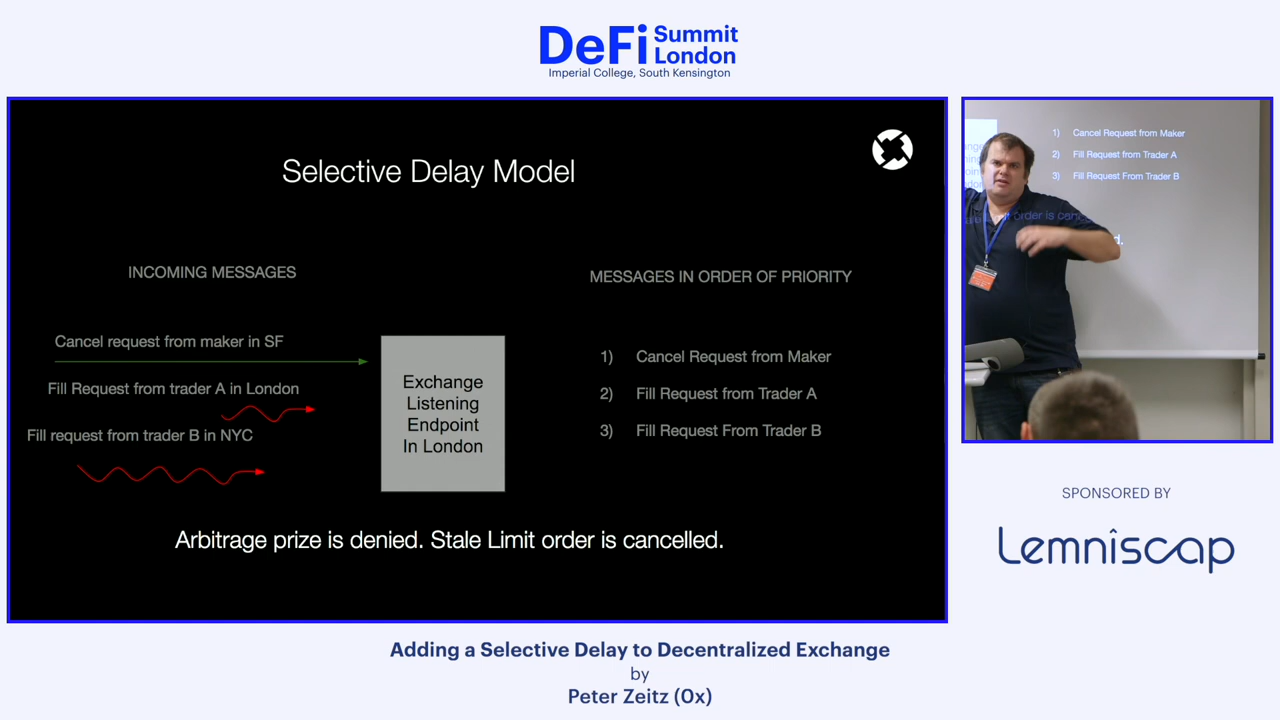 DeFi Summit
London
Imperial College, South Kensington
Selective Delay Model
INCOMING MESSAGES
MESSAGES IN ORDER OF PRIORITY
Cancel request from maker in SF
Fill Request from trader A in London
Fill request from trader B in NYC
Exchange
Listening
Endpoint
In London
1) Cancel Request from Maker
2) Fill Request from Trader A
3) Fill Request From Trader B
Arbitrage prize is denied. Stale Limit order is cancelled.
1) Cancel Request from Maker
2) Fill Request from Trader A
3) Fill Request From Trader B
order is
d.
SPONSORED BY
Lemniscap
Adding a Selective Delay to Decentralized Exchange
by
Peter Zeitz (0x)